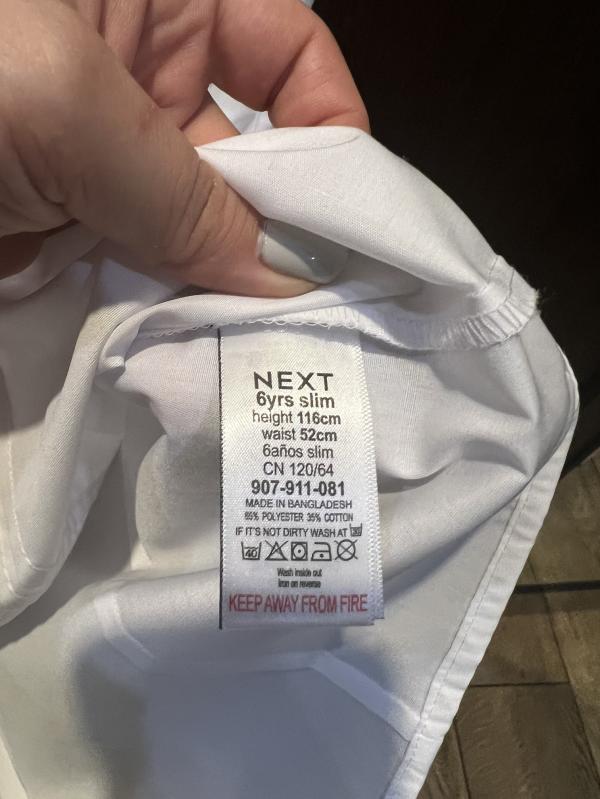 NEXT
6yrs slim
height 116cm
waist 52cm
6años slim
CN 120/64
907-911-081
MADE IN BANGLADESH
65% POLYESTER 35% COTTON
IF IT'S NOT DIRTY WASH AT 30
40
Wash inside out
Iron on reverse
KEEP AWAY FROM FIRE